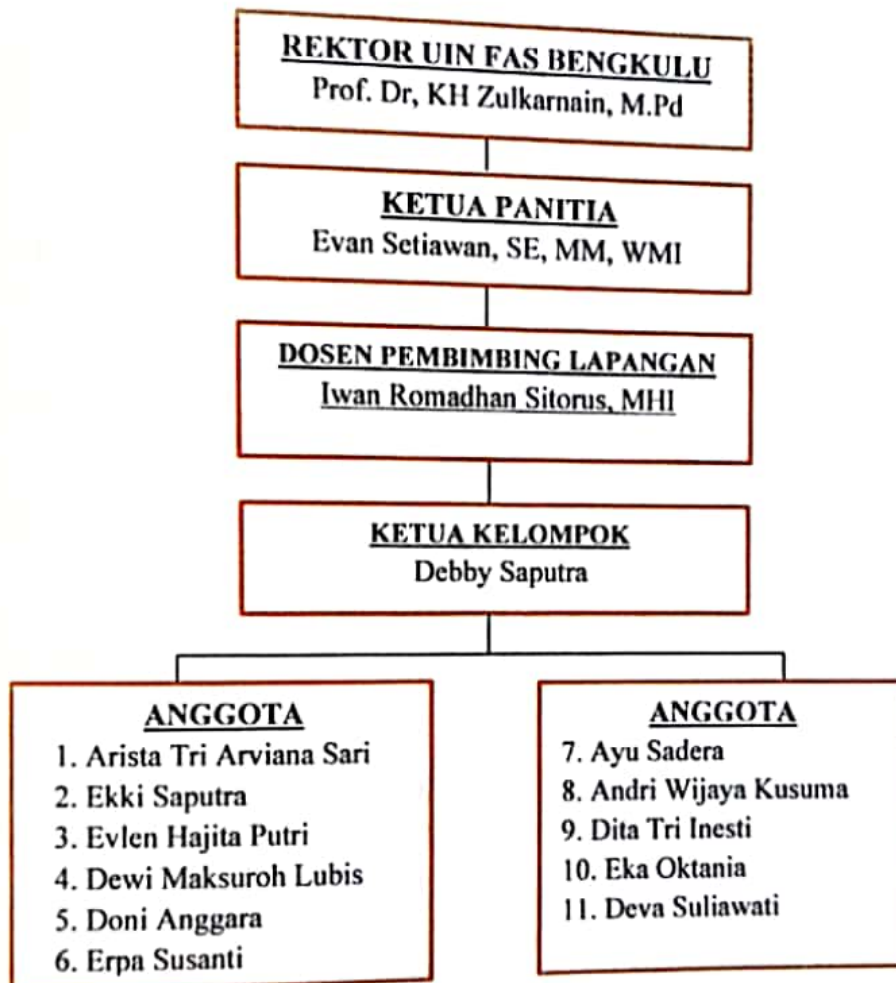 REKTOR UIN FAS BENGKULU
Prof. Dr, KH Zulkarnain, M.Pd
KETUA PANITIA
Evan Setiawan, SE, MM, WMI
DOSEN PEMBIMBING LAPANGAN
Iwan Romadhan Sitorus, MHI
KETUA KELOMPOK
Debby Saputra
ANGGOTA
1. Arista Tri Arviana Sari
2. Ekki Saputra
3. Evlen Hajita Putri
4. Dewi Maksuroh Lubis
5. Doni Anggara
6. Erpa Susanti
ANGGOTA
7. Ayu Sadera
8. Andri Wijaya Kusuma
9. Dita Tri Inesti
10. Eka Oktania
11. Deva Suliawati